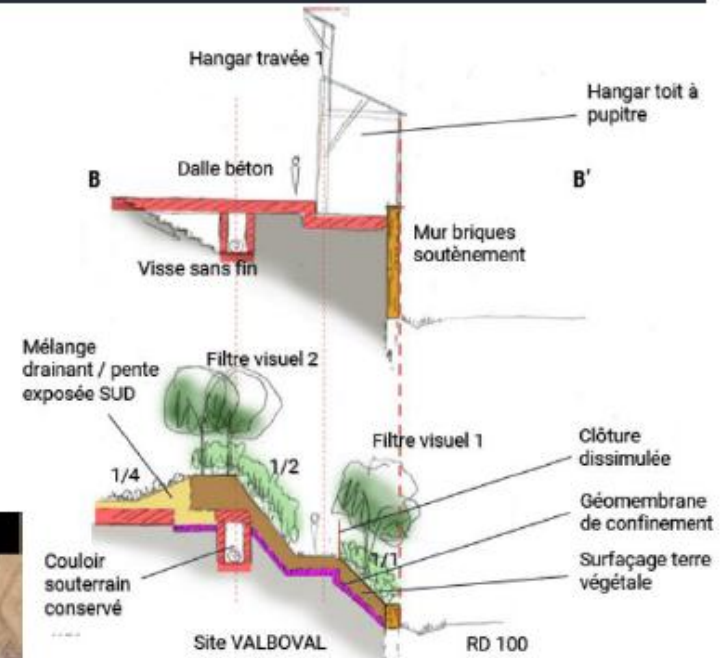 Hangar travée 1
Hangar toit à
pupitre
Dalle béton
B
B'
Mur briques
soutènement
Visse sans fin
Mélange
drainant / pente
exposée SUD
Filtre visuel 2
Filtre visuel 1
Clôture
dissimulée
1/4
1/2
Géomembrane
de confinement
1/1
Surfaçage terre
végétale
Couloir
souterrain
conservé
Site VALBOVAL
RD 100